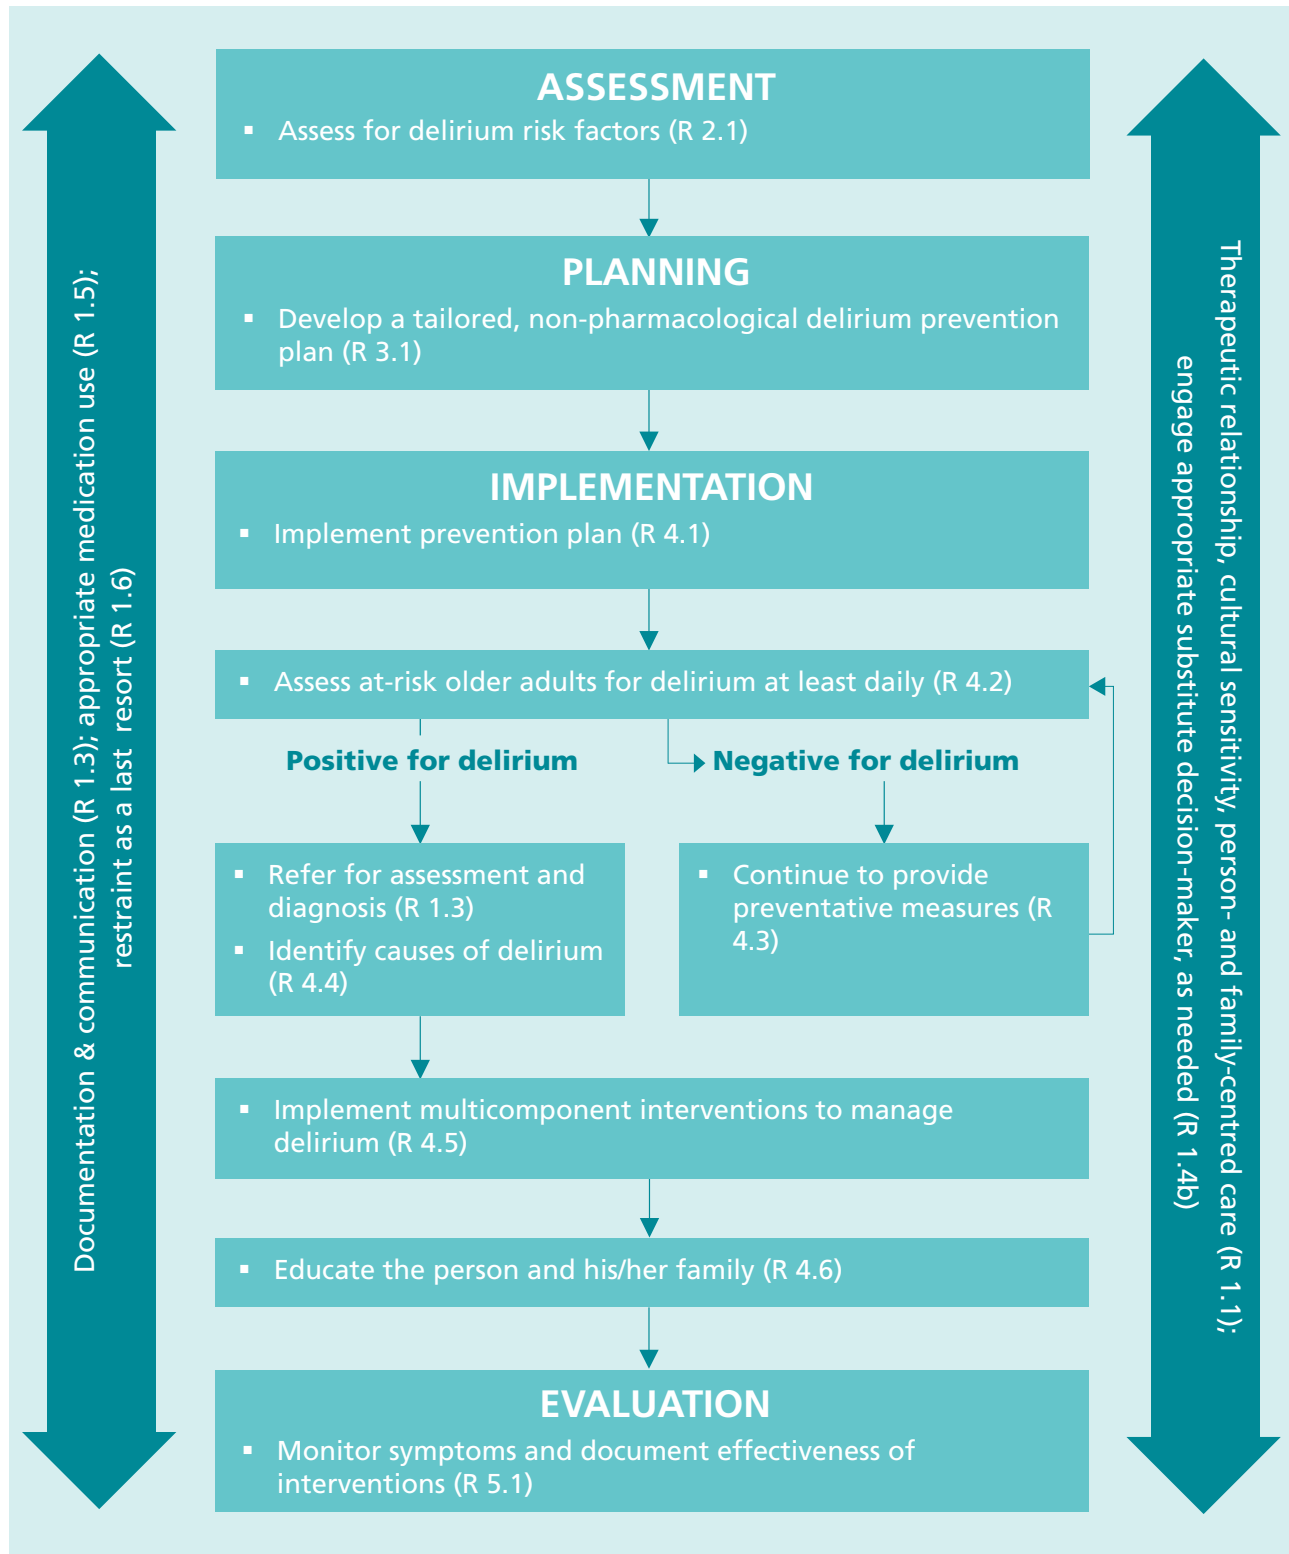 ASSESSMENT
▪ Assess for delirium risk factors (R 2.1)
PLANNING
▪ Develop a tailored, non-pharmacological delirium prevention
plan (R 3.1)
IMPLEMENTATION
▪ Implement prevention plan (R 4.1)
▪ Assess at-risk older adults for delirium at least daily (R 4.2)
Positive for delirium
Negative for delirium
▪ Refer for assessment and
diagnosis (R 1.3)
▪ Identify causes of delirium
(R 4.4)
▪ Continue to provide
preventative measures (R
4.3)
▪ Implement multicomponent interventions to manage
delirium (R 4.5)
▪ Educate the person and his/her family (R 4.6)
EVALUATION
▪ Monitor symptoms and document effectiveness of
interventions (R 5.1)
Documentation & communication (R 1.3); appropriate medication use (R 1.5);
restraint as a last resort (R 1.6)
Therapeutic relationship, cultural sensitivity, person- and family-centred care (R 1.1);
engage appropriate substitute decision-maker, as needed (R 1.4b)